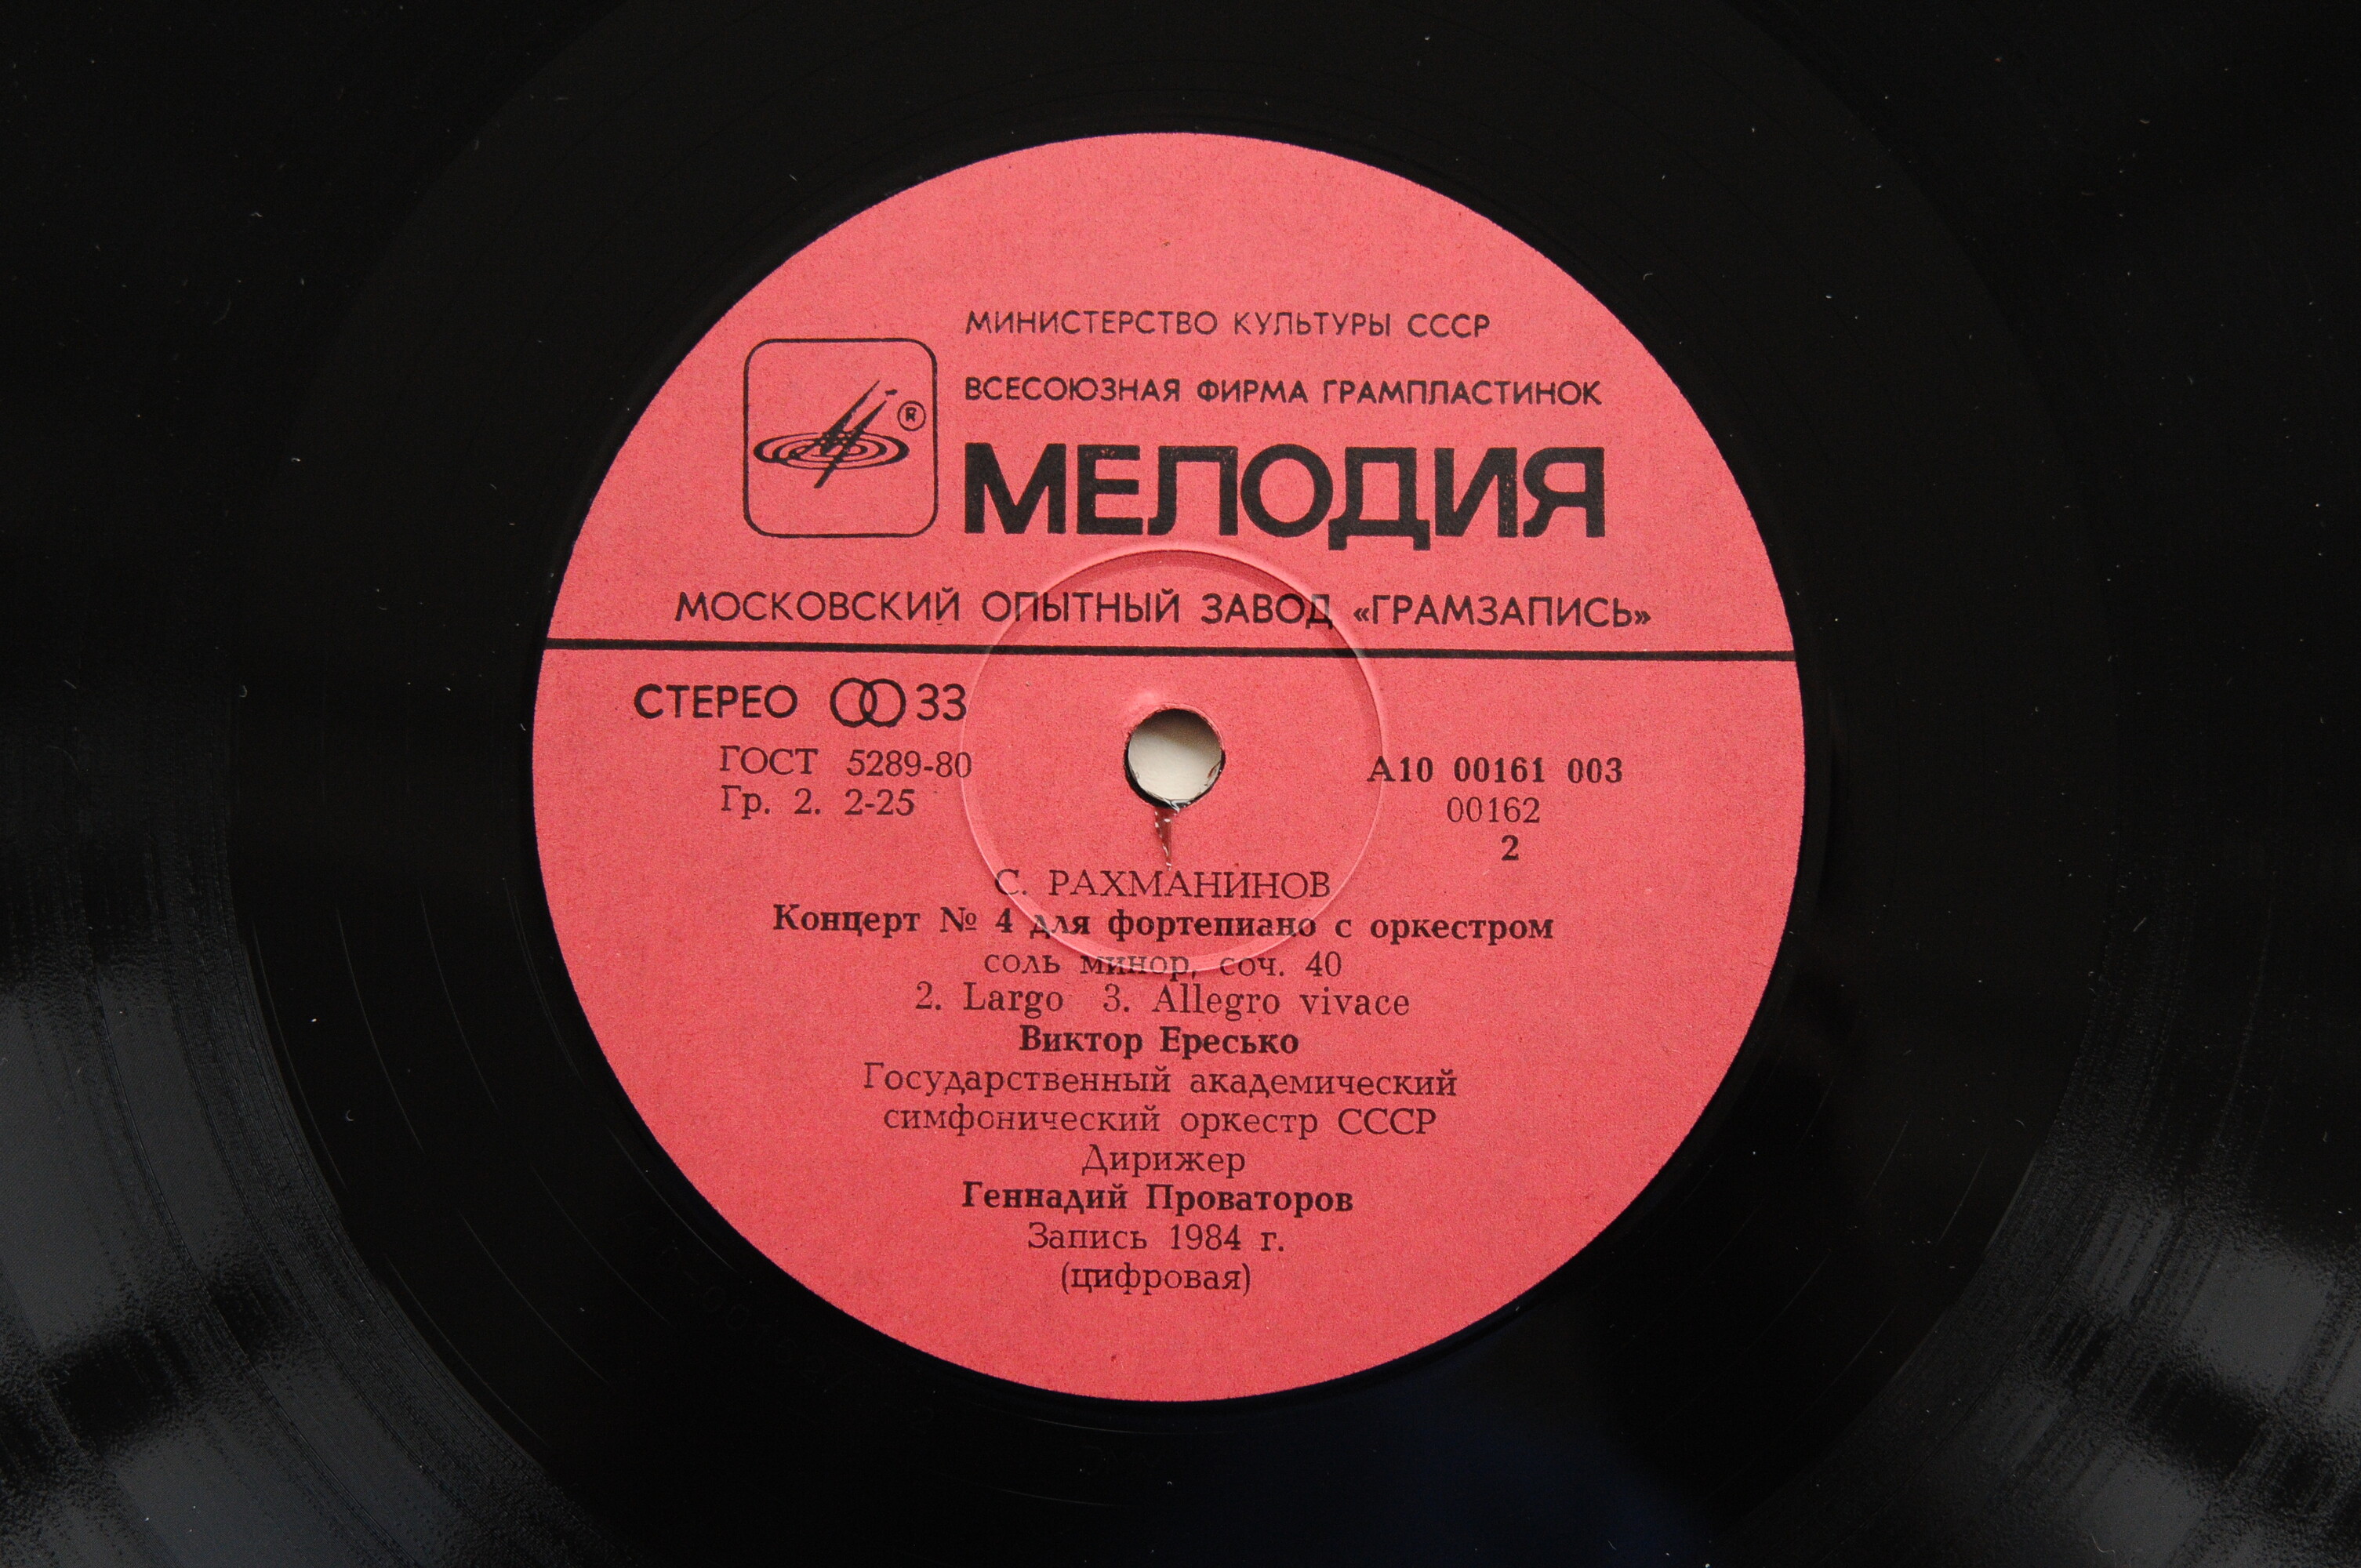 МИНИСТЕРСТВО КУЛЬТУРЫ СССР
ВСЕСОЮЗНАЯ ФИРМА ГРАМПЛАСТИНОК
®
МЕЛОДИЯ
МОСКОВСКИЙ ОПЫТНЫЙ ЗАВОД «ГРАМЗАПИСЬ»
СТЕРЕО 33
ГОСТ 5289-80
Гр. 2. 2-25
А10 00161 003
00162
2
С. РАХМАНИНОВ
Концерт № 4 для фортепиано с оркестром
соль минор, соч. 40
2. Largo 3. Allegro vivace
Виктор Ересько
Государственный академический
симфонический оркестр СССР
Дирижер
Геннадий Проваторов
Запись 1984 г.
(цифровая)